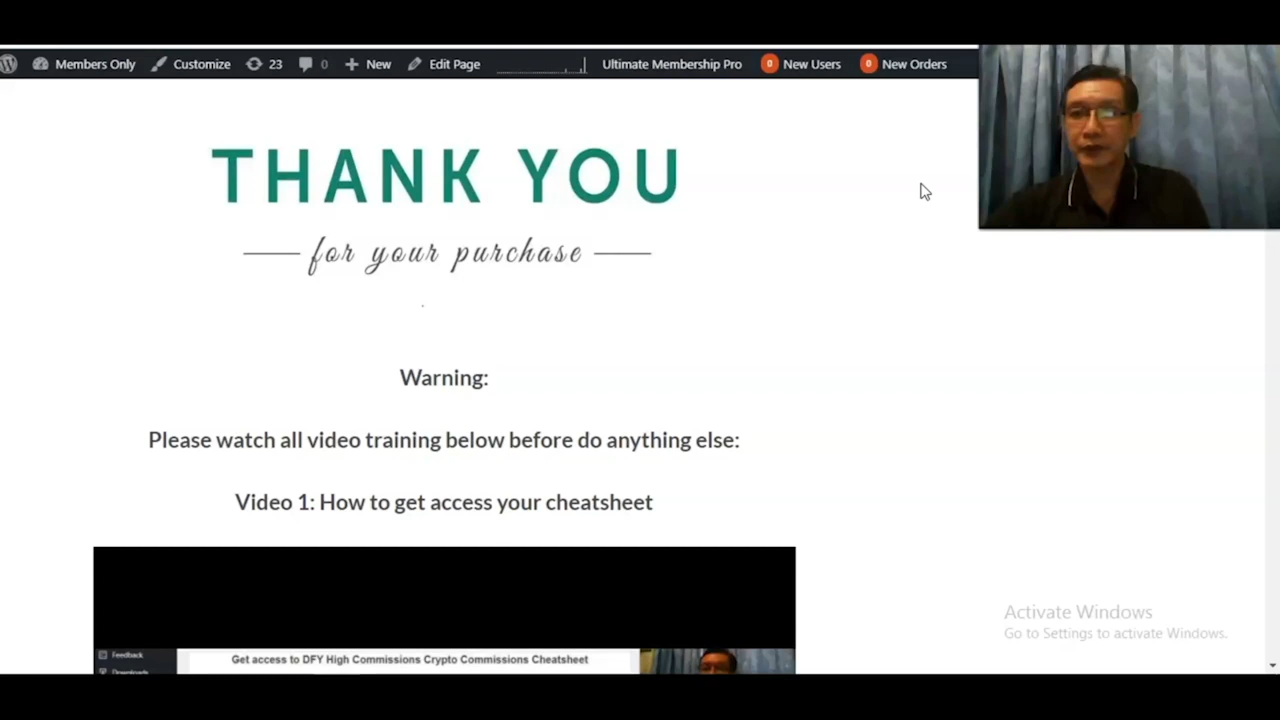 Members Only Customize 23 0 New Edit Page Ultimate Membership Pro 0 New Users 0 New Orders
THANK YOU
for your purchase
Warning:
Please watch all video training below before do anything else:
Video 1: How to get access your cheatsheet
Activate Windows
Go to Settings to activate Windows.
Feedback
Get access to DFY High Commissions Crypto Commissions Cheatsheet